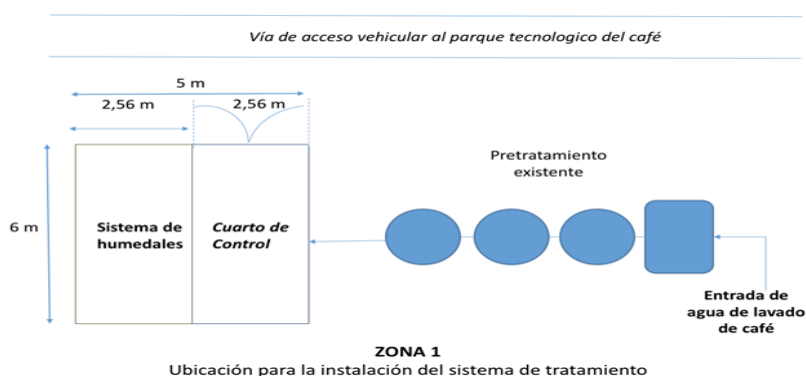 Vía de acceso vehicular al parque tecnologico del café
5 m
2,56 m
2,56 m
Pretratamiento
existente
6 m
Sistema de
humedales
Cuarto de
Control
Entrada de
agua de lavado
de café
ZONA 1
Ubicación para la instalación del sistema de tratamiento